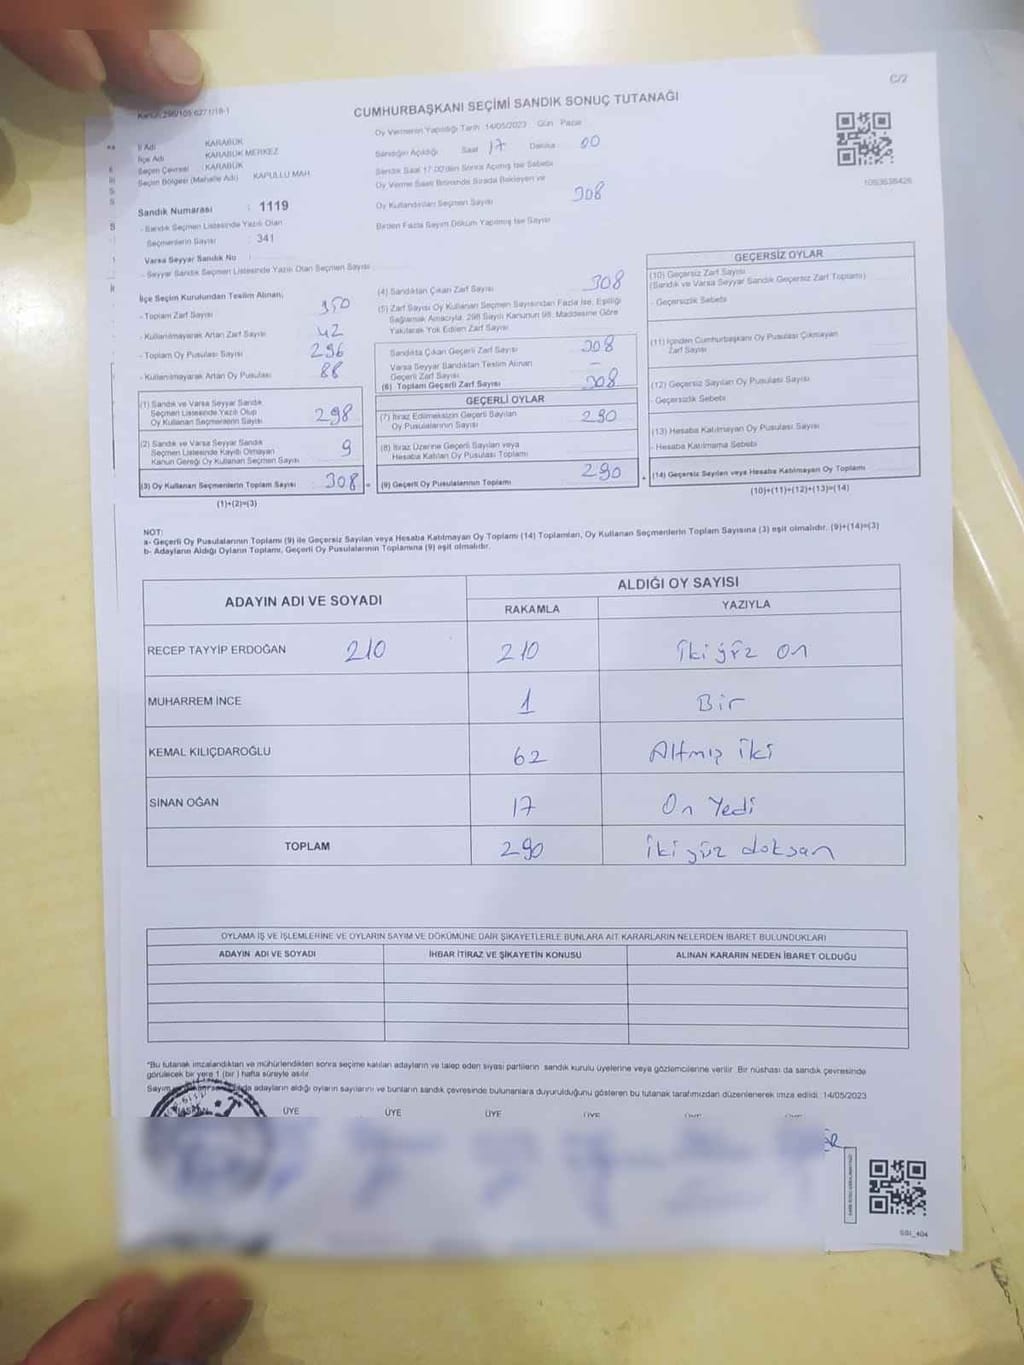 C/2
CUMHURBAŞKANI SEÇİMİ SANDIK SONUÇ TUTANAĞI
İl Adı KARABÜK
İlçe Adı KARABÜK MERKEZ
Seçim Çevresi : KARABÜK
Seçim Bölgesi (Mahalle Adı) KAPULLU MAH.
Sandık Numarası : 1119
- Sandık Seçmen Listesinde Yazılı Olan
Seçmenlerin Sayısı : 341
Varsa Seyyar Sandık No :
- Seyyar Sandık Seçmen Listesinde Yazılı Olan Seçmen Sayısı
Oy Vermenin Yapıldığı Tarih :14/05/2023 Gün : Pazar
Sandığın Açıldığı Saat 17 Dakika 00
Sandık Saat 17.00'den Sonra Açılmış İse Sebebi
Oy Verme Saati Bitiminde Sırada Bekleyen ve
Oy Kullandırılan Seçmen Sayısı 308
Birden Fazla Sayım Döküm Yapılmış İse Sayısı
İlçe Seçim Kurulundan Teslim Alınan;
- Toplam Zarf Sayısı 350
- Kullanılmayarak Artan Zarf Sayısı 42
- Toplam Oy Pusulası Sayısı 296
- Kullanılmayarak Artan Oy Pusulası 88
(1) Sandık ve Varsa Seyyar Sandık
Seçmen Listesinde Yazılı Olup
Oy Kullanan Seçmenlerin Sayısı 298
(2) Sandık ve Varsa Seyyar Sandık
Seçmen Listesinde Kayıtlı Olmayan
Kanun Gereği Oy Kullanan Seçmen Sayısı 9
(3) Oy Kullanan Seçmenlerin Toplam Sayısı 308 =
(1)+(2)=(3)
(4) Sandıktan Çıkan Zarf Sayısı 308
(5) Zarf Sayısı Oy Kullanan Seçmen Sayısından Fazla İse, Eşitliği
Sağlamak Amacıyla, 298 Sayılı Kanunun 98. Maddesine Göre
Yakılarak Yok Edilen Zarf Sayısı
Sandıkta Çıkan Geçerli Zarf Sayısı 308
Varsa Seyyar Sandıktan Teslim Alınan
Geçerli Zarf Sayısı –
(6) Toplam Geçerli Zarf Sayısı 308
GEÇERLİ OYLAR
(7) İtiraz Edilmeksizin Geçerli Sayılan
Oy Pusulalarının Sayısı 290
(8) İtiraz Üzerine Geçerli Sayılan veya
Hesaba Katılan Oy Pusulası Toplamı
(9) Geçerli Oy Pusulalarının Toplamı 290 +
GEÇERSİZ OYLAR
(10) Geçersiz Zarf Sayısı
(Sandık ve Varsa Seyyar Sandık Geçersiz Zarf Toplamı)
- Geçersizlik Sebebi
(11) İçinden Cumhurbaşkanı Oy Pusulası Çıkmayan
Zarf Sayısı
(12) Geçersiz Sayılan Oy Pusulası Sayısı
- Geçersizlik Sebebi
(13) Hesaba Katılmayan Oy Pusulası Sayısı
- Hesaba Katılmama Sebebi
(14) Geçersiz Sayılan veya Hesaba Katılmayan Oy Toplamı
(10)+(11)+(12)+(13)=(14)
NOT:
a- Geçerli Oy Pusulalarının Toplamı (9) ile Geçersiz Sayılan veya Hesaba Katılmayan Oy Toplamı (14) Toplamları, Oy Kullanan Seçmenlerin Toplam Sayısına (3) eşit olmalıdır. (9)+(14)=(3)
b- Adayların Aldığı Oyların Toplamı, Geçerli Oy Pusulalarının Toplamına (9) eşit olmalıdır.
ADAYIN ADI VE SOYADI ALDIĞI OY SAYISI
RAKAMLA YAZIYLA
RECEP TAYYİP ERDOĞAN 210 210 İki yüz on
MUHARREM İNCE 1 Bir
KEMAL KILIÇDAROĞLU 62 Altmış iki
SİNAN OĞAN 17 On Yedi
TOPLAM 290 İki yüz doksan
OYLAMA İŞ VE İŞLEMLERİNE VE OYLARIN SAYIM VE DÖKÜMÜNE DAİR ŞİKAYETLERLE BUNLARA AİT KARARLARIN NELERDEN İBARET BULUNDUKLARI
ADAYIN ADI VE SOYADI İHBAR İTİRAZ VE ŞİKAYETİN KONUSU ALINAN KARARIN NEDEN İBARET OLDUĞU
*Bu tutanak imzalandıktan ve mühürlendikten sonra seçime katılan adayların ve talep eden siyasi partilerin sandık kurulu üyelerine veya gözlemcilerine verilir. Bir nüshası da sandık çevresinde
görülecek bir yere 1 (bir ) hafta süreyle asılır.
Sayım adayların aldığı oyların sayılarını ve bunların sandık çevresinde bulunanlara duyurulduğunu gösteren bu tutanak tarafımızdan düzenlenerek imza edildi. 14/05/2023
ÜYE ÜYE ÜYE ÜYE